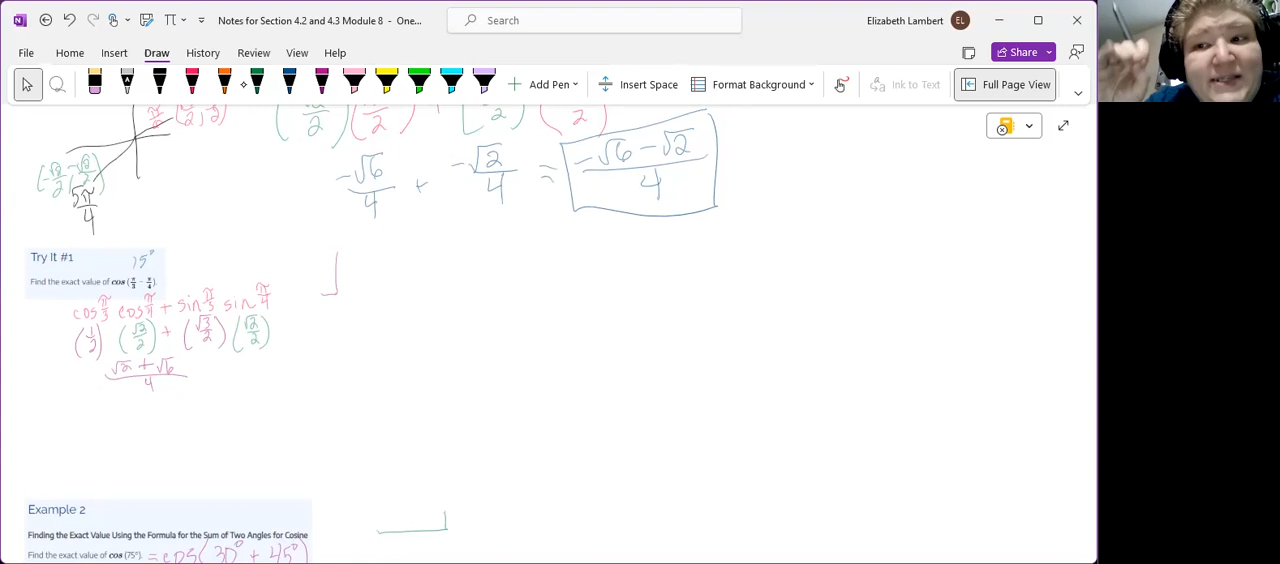 Notes for Section 4.2 and 4.3 Module 8 - One...
Search
Elizabeth Lambert EL
File Home Insert Draw History Review View Help
Share
Add Pen Insert Space Format Background Ink to Text Full Page View
-√6/4 + -√2/4 = -√6 - √2/4
5π/4
Try It #1 15°
Find the exact value of cos (π/3 - π/4).
cos π/3 cos π/4 + sin π/3 sin π/4
(1/2) (√2/2) + (√3/2) (√2/2)
√2 + √6/4
Example 2
Finding the Exact Value Using the Formula for the Sum of Two Angles for Cosine
Find the exact value of cos (75°). = cos(30° + 45°)